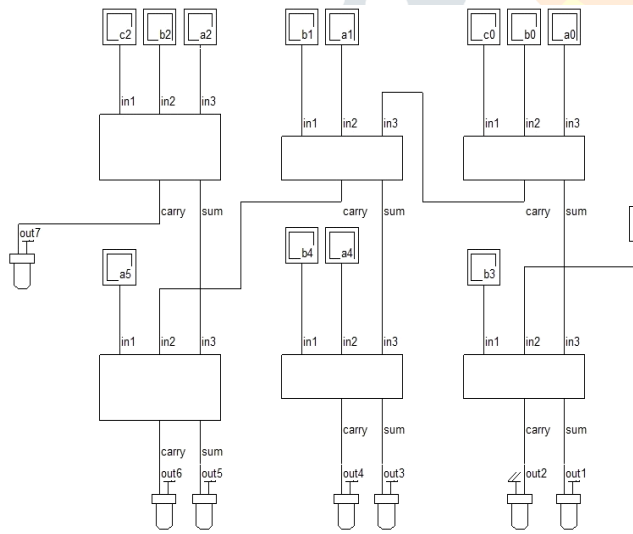 c2 b2 a2 b1 a1 c0 b0 a0
in1 in2 in3 in1 in2 in3 in1 in2 in3
carry sum carry sum carry sum
out7
a5 b4 a4 b3
in1 in2 in3 in1 in2 in3 in1 in2 in3
carry sum carry sum carry sum
out6 out5 out4 out3 out2 out1